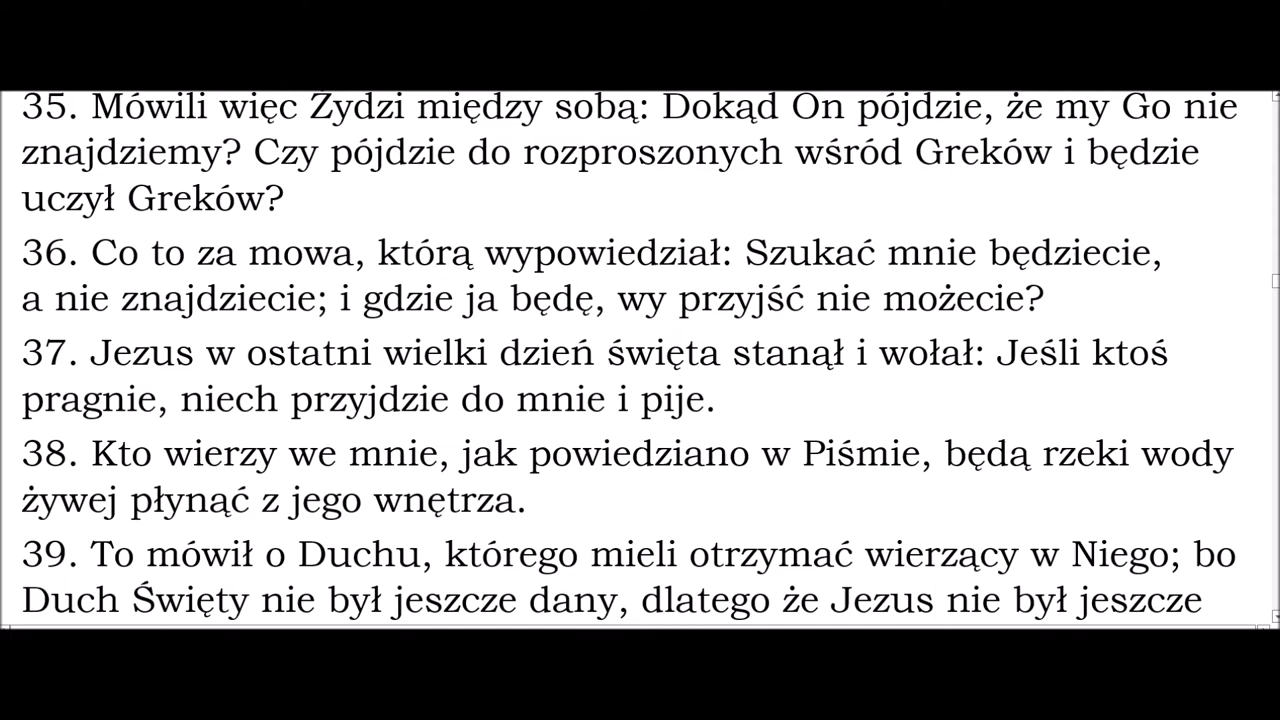 35. Mówili więc Żydzi między sobą: Dokąd On pójdzie, że my Go nie
znajdziemy? Czy pójdzie do rozproszonych wśród Greków i będzie
uczył Greków?
36. Co to za mowa, którą wypowiedział: Szukać mnie będziecie,
a nie znajdziecie; i gdzie ja będę, wy przyjść nie możecie?
37. Jezus w ostatni wielki dzień święta stanął i wołał: Jeśli ktoś
pragnie, niech przyjdzie do mnie i pije.
38. Kto wierzy we mnie, jak powiedziano w Piśmie, będą rzeki wody
żywej płynąć z jego wnętrza.
39. To mówił o Duchu, którego mieli otrzymać wierzący w Niego; bo
Duch Święty nie był jeszcze dany, dlatego że Jezus nie był jeszcze